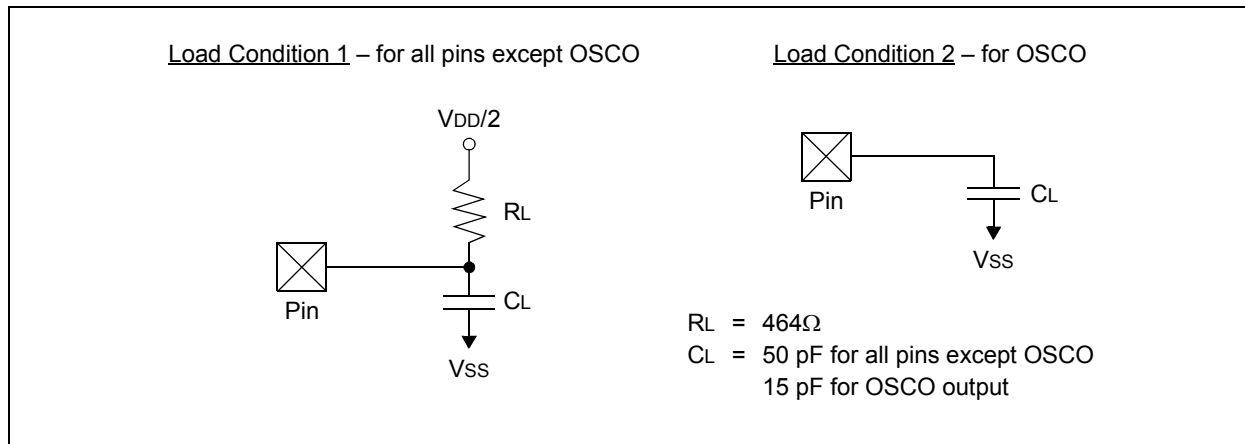 Load Condition 1 – for all pins except OSCO
VDD/2
RL
Pin
CL
VSS
Load Condition 2 – for OSCO
Pin
CL
VSS
RL = 464Ω
CL = 50 pF for all pins except OSCO
15 pF for OSCO output